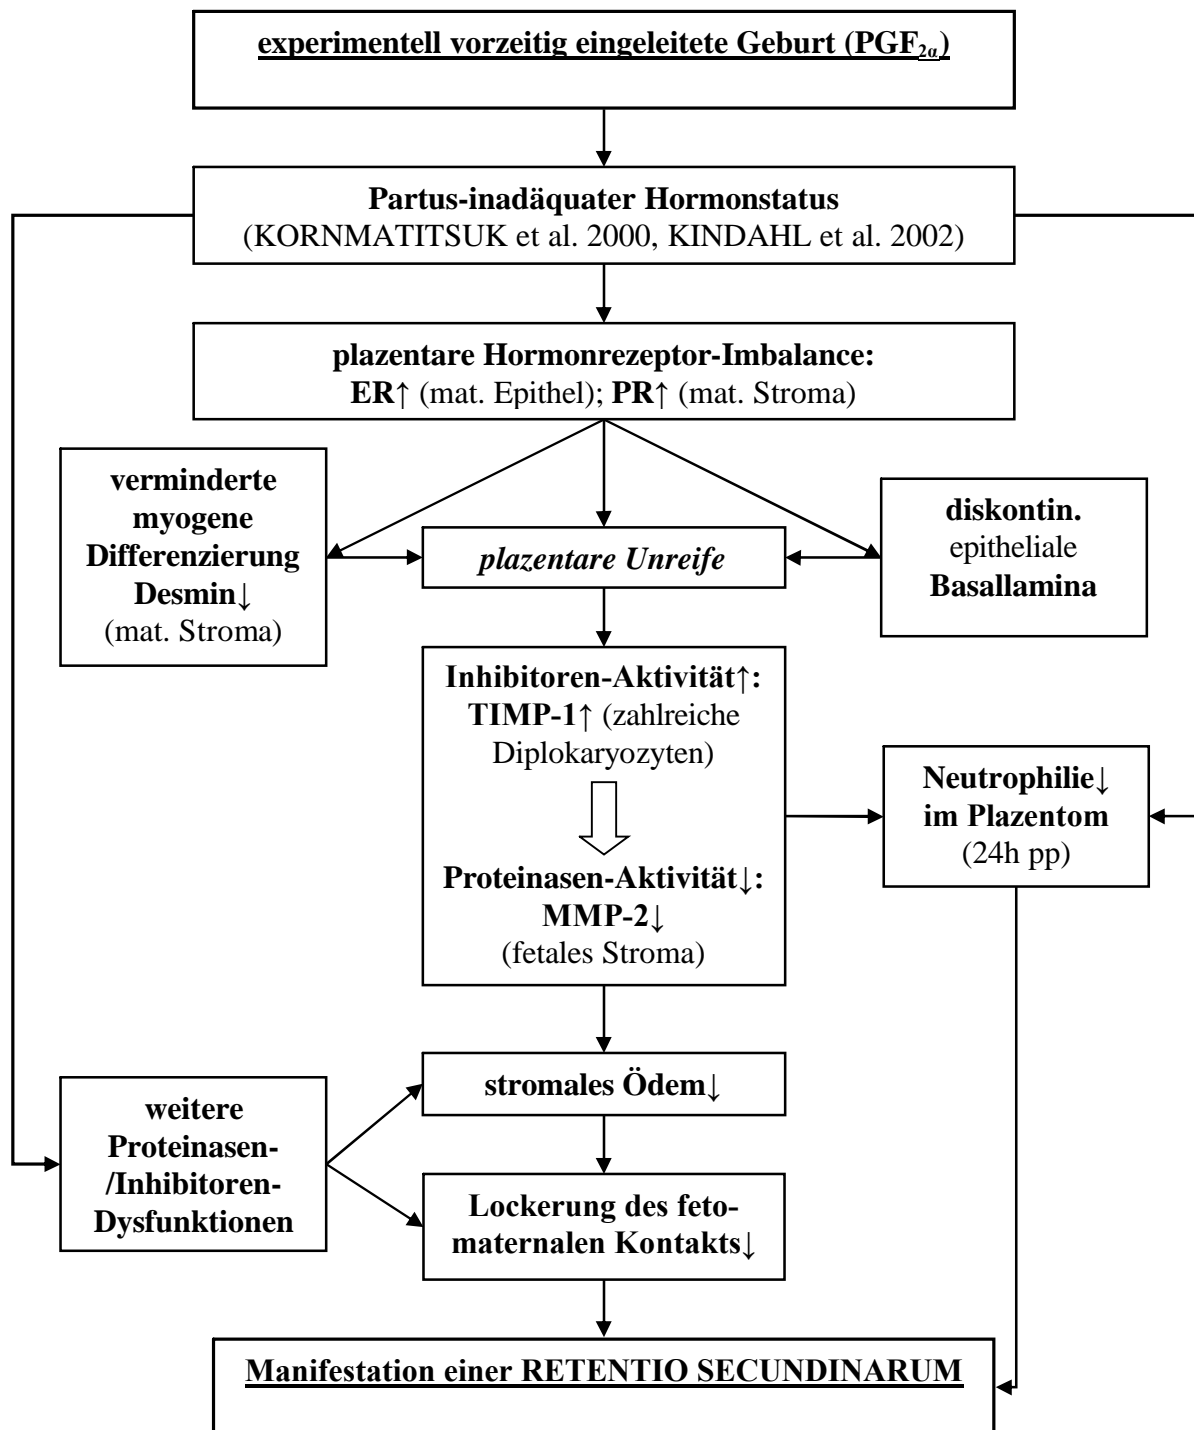 experimentell vorzeitig eingeleitete Geburt (PGF2α)
Partus-inadäquater Hormonstatus
(KORNMATITSUK et al. 2000, KINDAHL et al. 2002)
plazentare Hormonrezeptor-Imbalance:
ER↑ (mat. Epithel); PR↑ (mat. Stroma)
verminderte
myogene
Differenzierung
Desmin↓
(mat. Stroma)
plazentare Unreife
diskontin.
epitheliale
Basallamina
Inhibitoren-Aktivität↑:
TIMP-1↑ (zahlreiche
Diplokaryozyten)
Proteinasen-Aktivität↓:
MMP-2↓
(fetales Stroma)
Neutrophilie↓
im Plazentom
(24h pp)
stromales Ödem↓
weitere
Proteinasen-
/Inhibitoren-
Dysfunktionen
Lockerung des feto-
maternalen Kontakts↓
Manifestation einer RETENTIO SECUNDINARUM